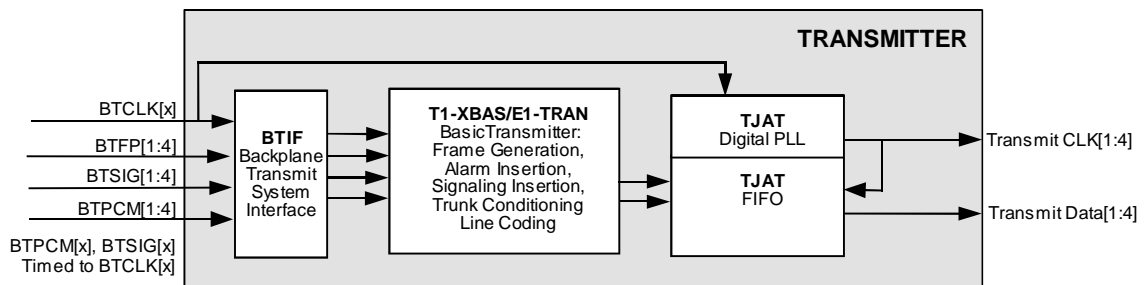 TRANSMITTER
BTCLK[x]
BTFP[1:4]
BTSIG[1:4]
BTPCM[1:4]
BTPCM[x], BTSIG[x]
Timed to BTCLK[x]
BTIF
Backplane
Transmit
System
Interface
T1-XBAS/E1-TRAN
BasicTransmitter:
Frame Generation,
Alarm Insertion,
Signaling Insertion,
Trunk Conditioning
Line Coding
TJAT
Digital PLL
TJAT
FIFO
Transmit CLK[1:4]
Transmit Data[1:4]